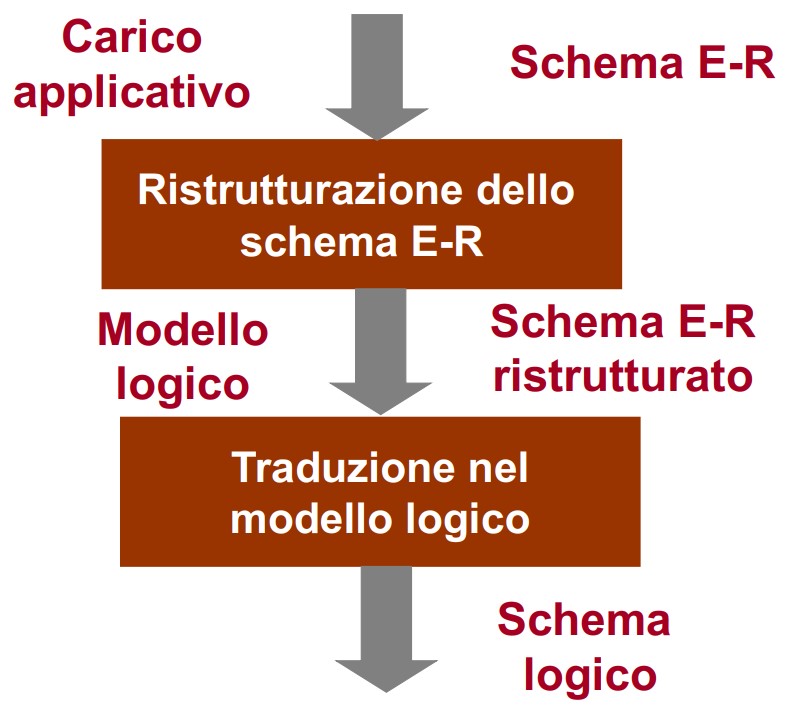 Carico
applicativo
Schema E-R
Ristrutturazione dello
schema E-R
Modello
logico
Schema E-R
ristrutturato
Traduzione nel
modello logico
Schema
logico